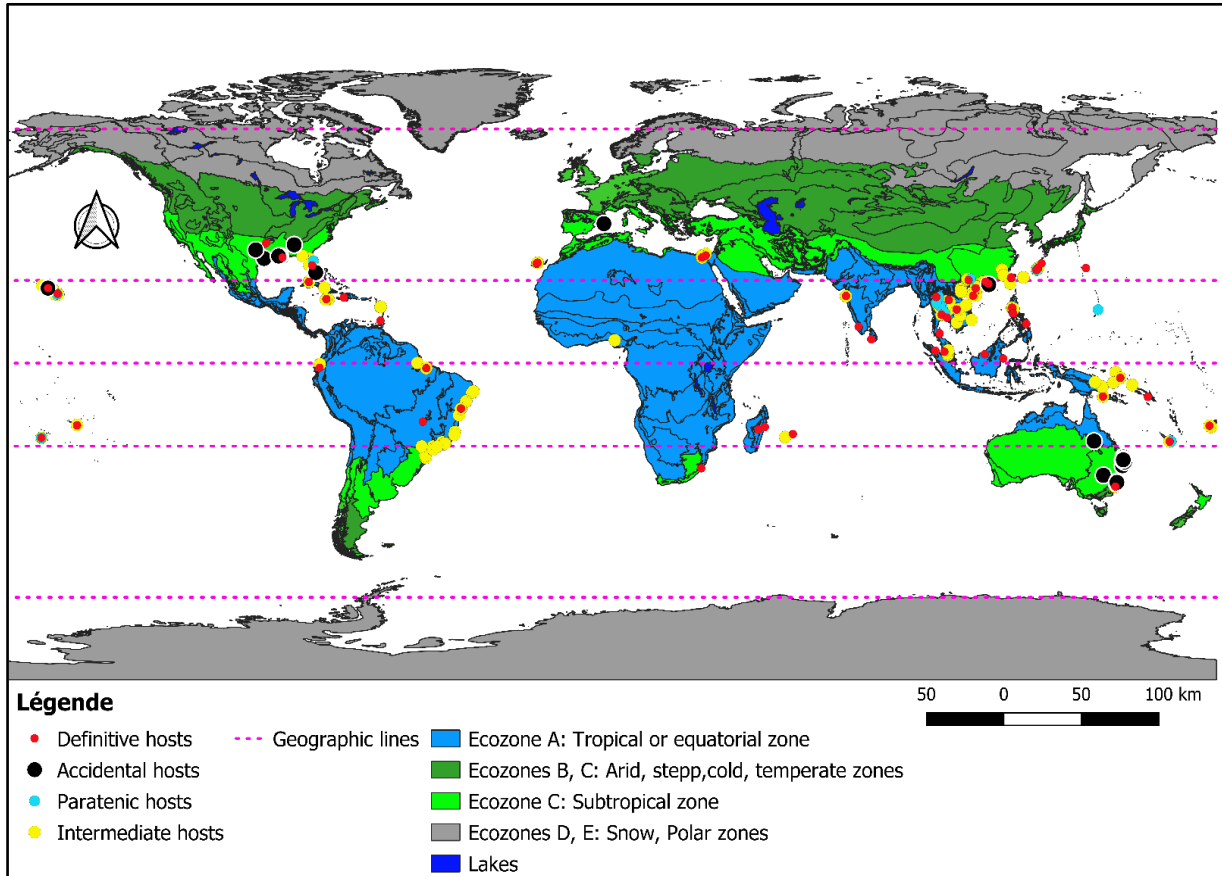 Légende
50 0 50 100 km
Definitive hosts
Accidental hosts
Paratenic hosts
Intermediate hosts
Geographic lines
Ecozone A: Tropical or equatorial zone
Ecozones B, C: Arid, stepp,cold, temperate zones
Ecozone C: Subtropical zone
Ecozones D, E: Snow, Polar zones
Lakes